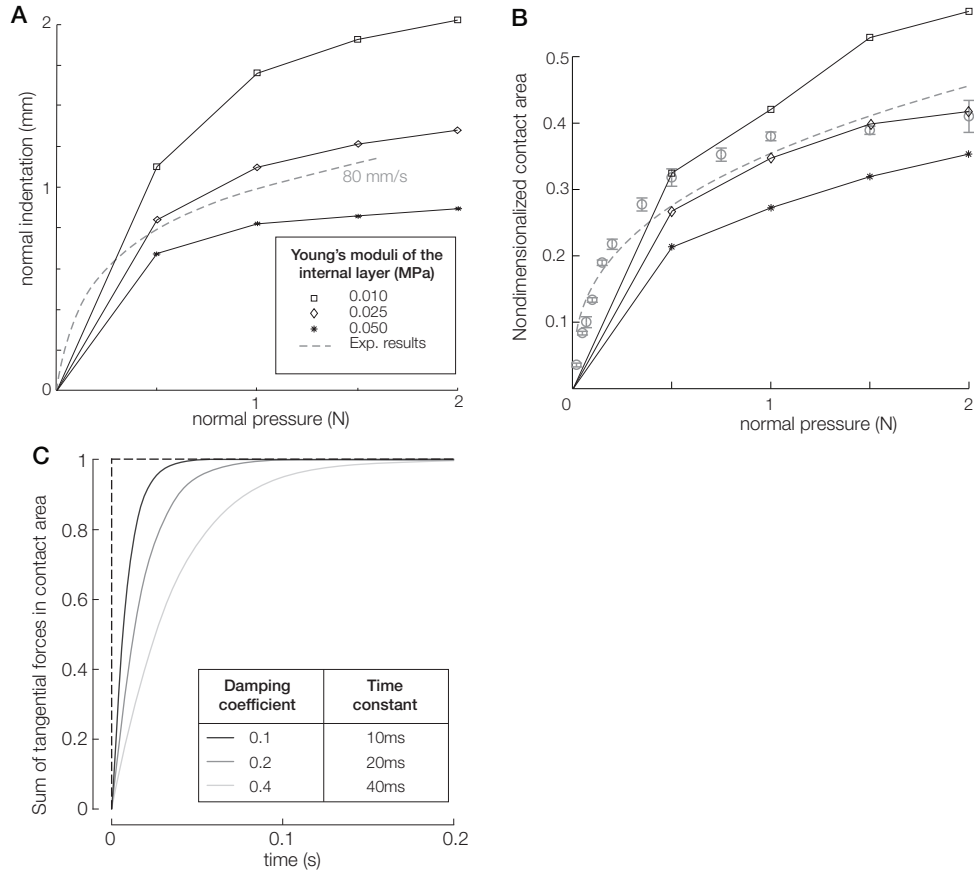 A
2
1
0
normal indentation (mm)
80 mm/s
Young's moduli of the
internal layer (MPa)
0.010
0.025
0.050
Exp. results
1
2
normal pressure (N)
B
0.5
0.4
0.3
0.2
0.1
Nondimensionalized contact area
0
0.5
1
1.5
2
normal pressure (N)
C
1
0.8
0.6
0.4
0.2
0
Sum of tangential forces in contact area
Damping
coefficient
Time
constant
0.1 10ms
0.2 20ms
0.4 40ms
0
0.1
0.2
time (s)